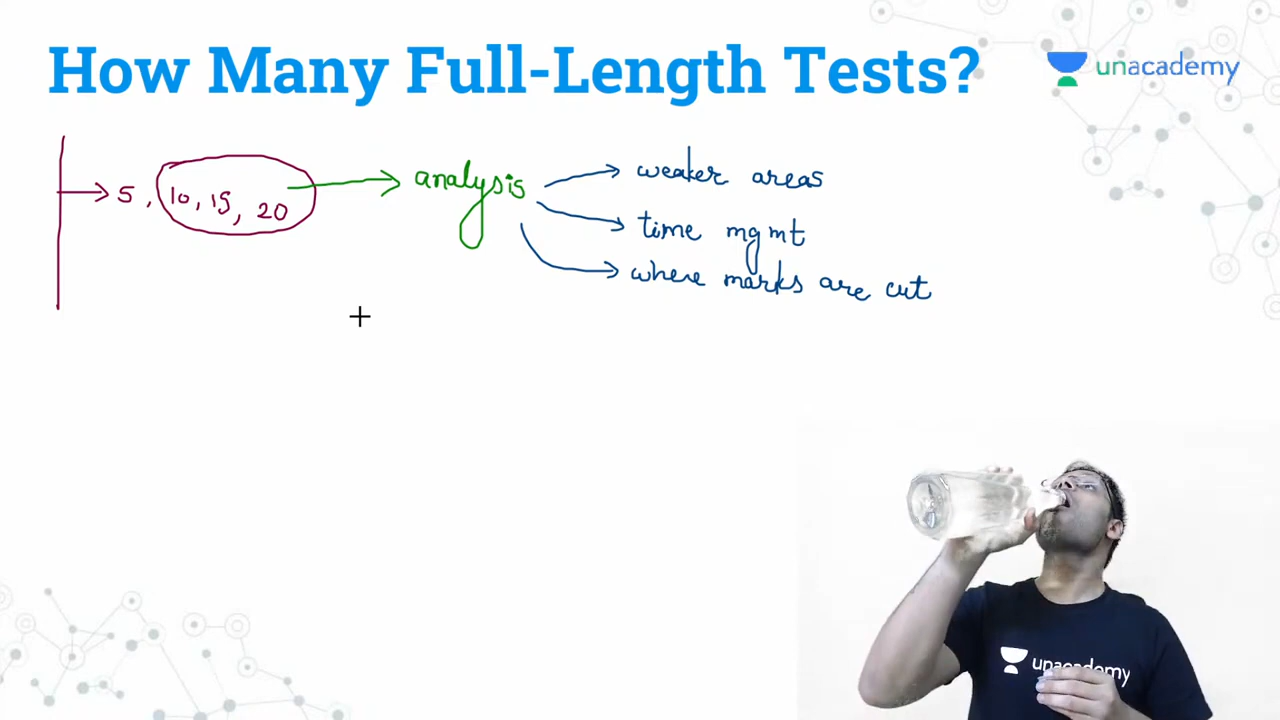 How Many Full-Length Tests?
unacademy
5, 10, 15, 20
analysis
weaker areas
time mgmt
where marks are cut
unacademy